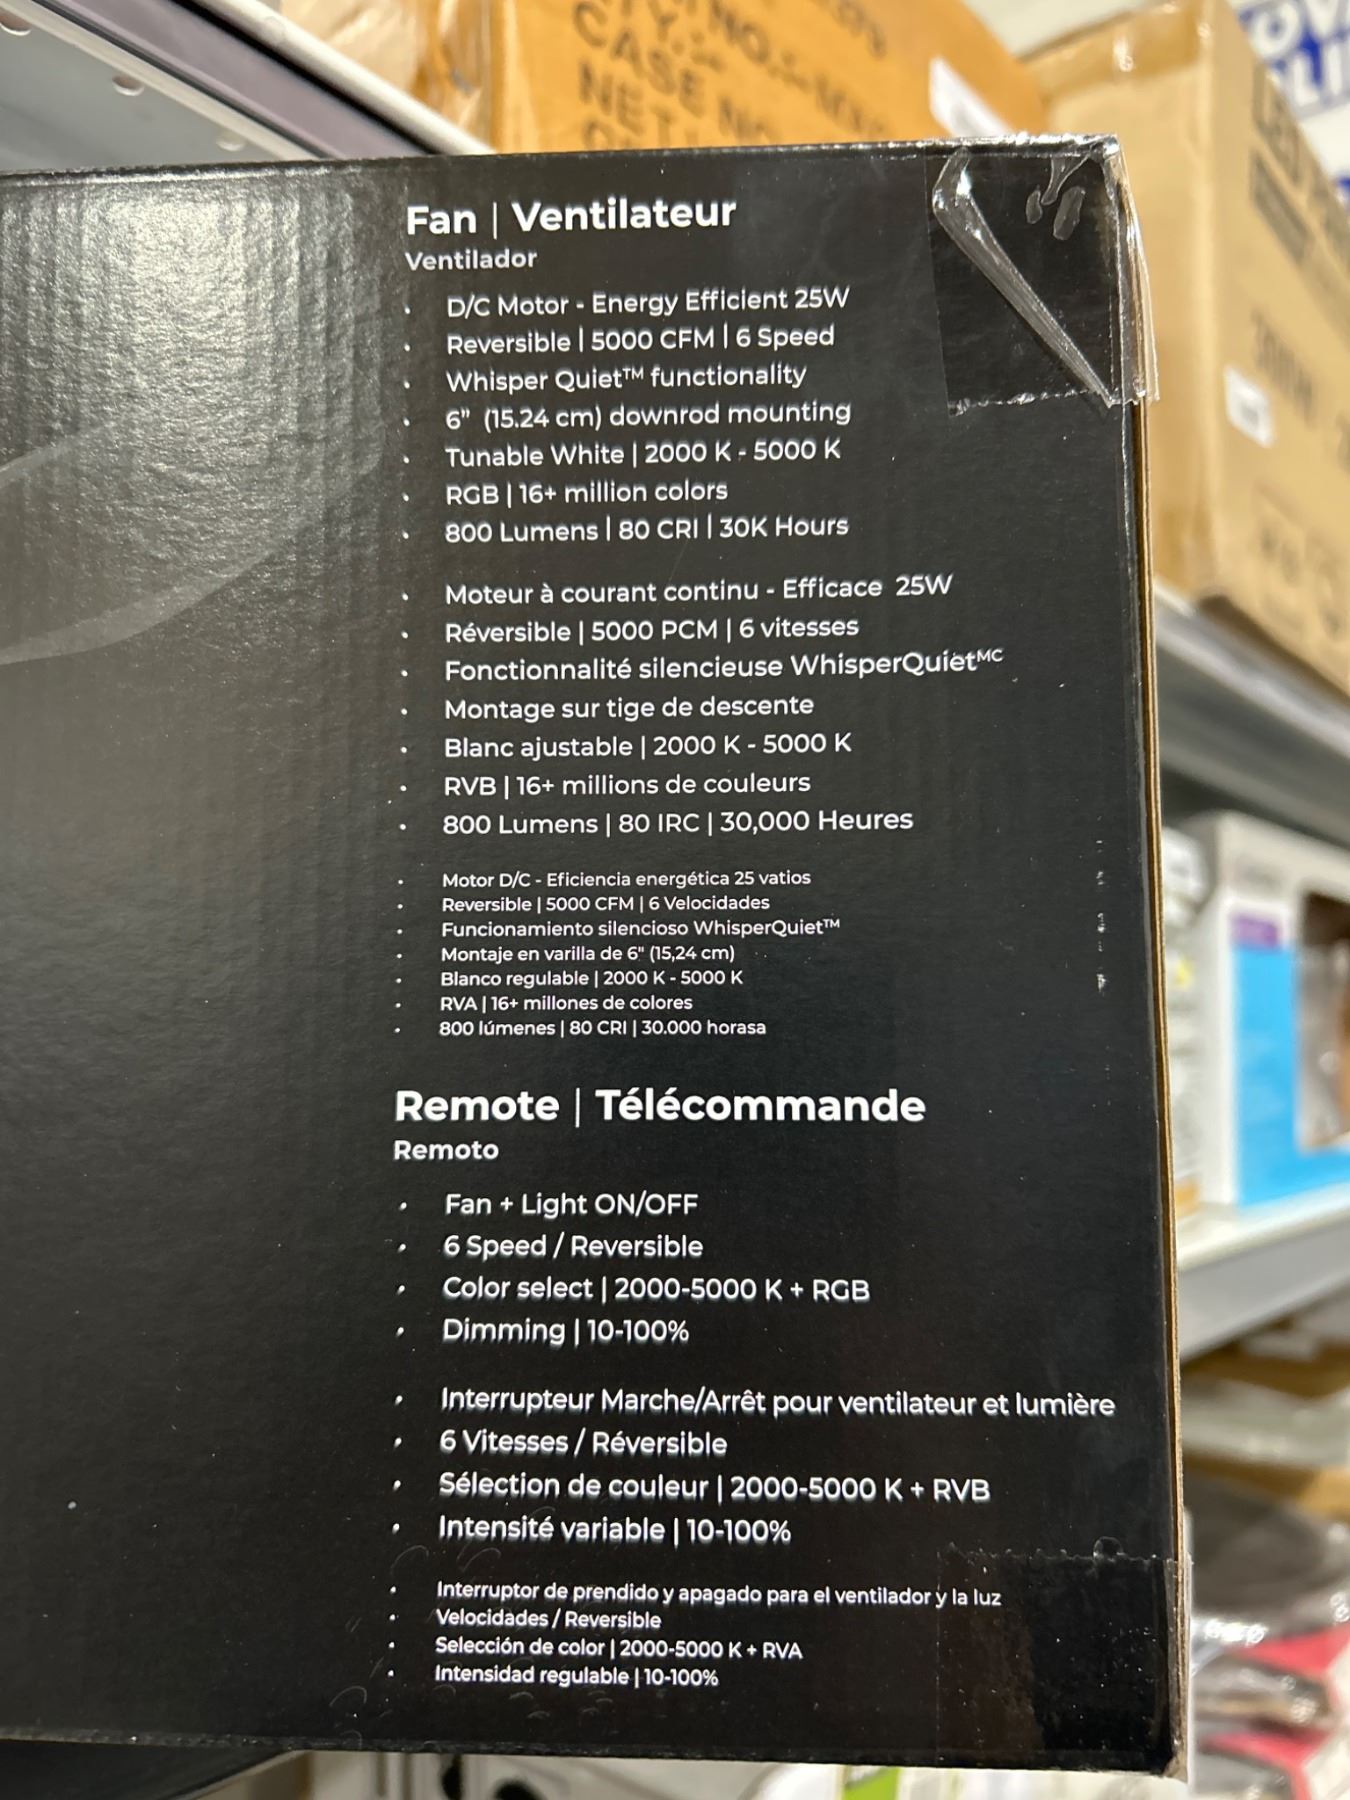 CASE NO
NET
Fan | Ventilateur
Ventilador
• D/C Motor - Energy Efficient 25W
• Reversible | 5000 CFM | 6 Speed
• Whisper Quiet™ functionality
• 6" (15.24 cm) downrod mounting
• Tunable White | 2000 K - 5000 K
• RGB | 16+ million colors
• 800 Lumens | 80 CRI | 30K Hours
• Moteur à courant continu - Efficace 25W
• Réversible | 5000 PCM | 6 vitesses
• Fonctionnalité silencieuse WhisperQuietᴹᶜ
• Montage sur tige de descente
• Blanc ajustable | 2000 K - 5000 K
• RVB | 16+ millions de couleurs
• 800 Lumens | 80 IRC | 30,000 Heures
• Motor D/C - Eficiencia energética 25 vatios
• Reversible | 5000 CFM | 6 Velocidades
• Funcionamiento silencioso WhisperQuiet™
• Montaje en varilla de 6" (15,24 cm)
• Blanco regulable | 2000 K - 5000 K
• RVA | 16+ millones de colores
• 800 lúmenes | 80 CRI | 30.000 horasa
Remote | Télécommande
Remoto
• Fan + Light ON/OFF
• 6 Speed / Reversible
• Color select | 2000-5000 K + RGB
• Dimming | 10-100%
• Interrupteur Marche/Arrêt pour ventilateur et lumière
• 6 Vitesses / Réversible
• Sélection de couleur | 2000-5000 K + RVB
• Intensité variable | 10-100%
• Interruptor de prendido y apagado para el ventilador y la luz
• Velocidades / Reversible
• Selección de color | 2000-5000 K + RVA
• Intensidad regulable | 10-100%